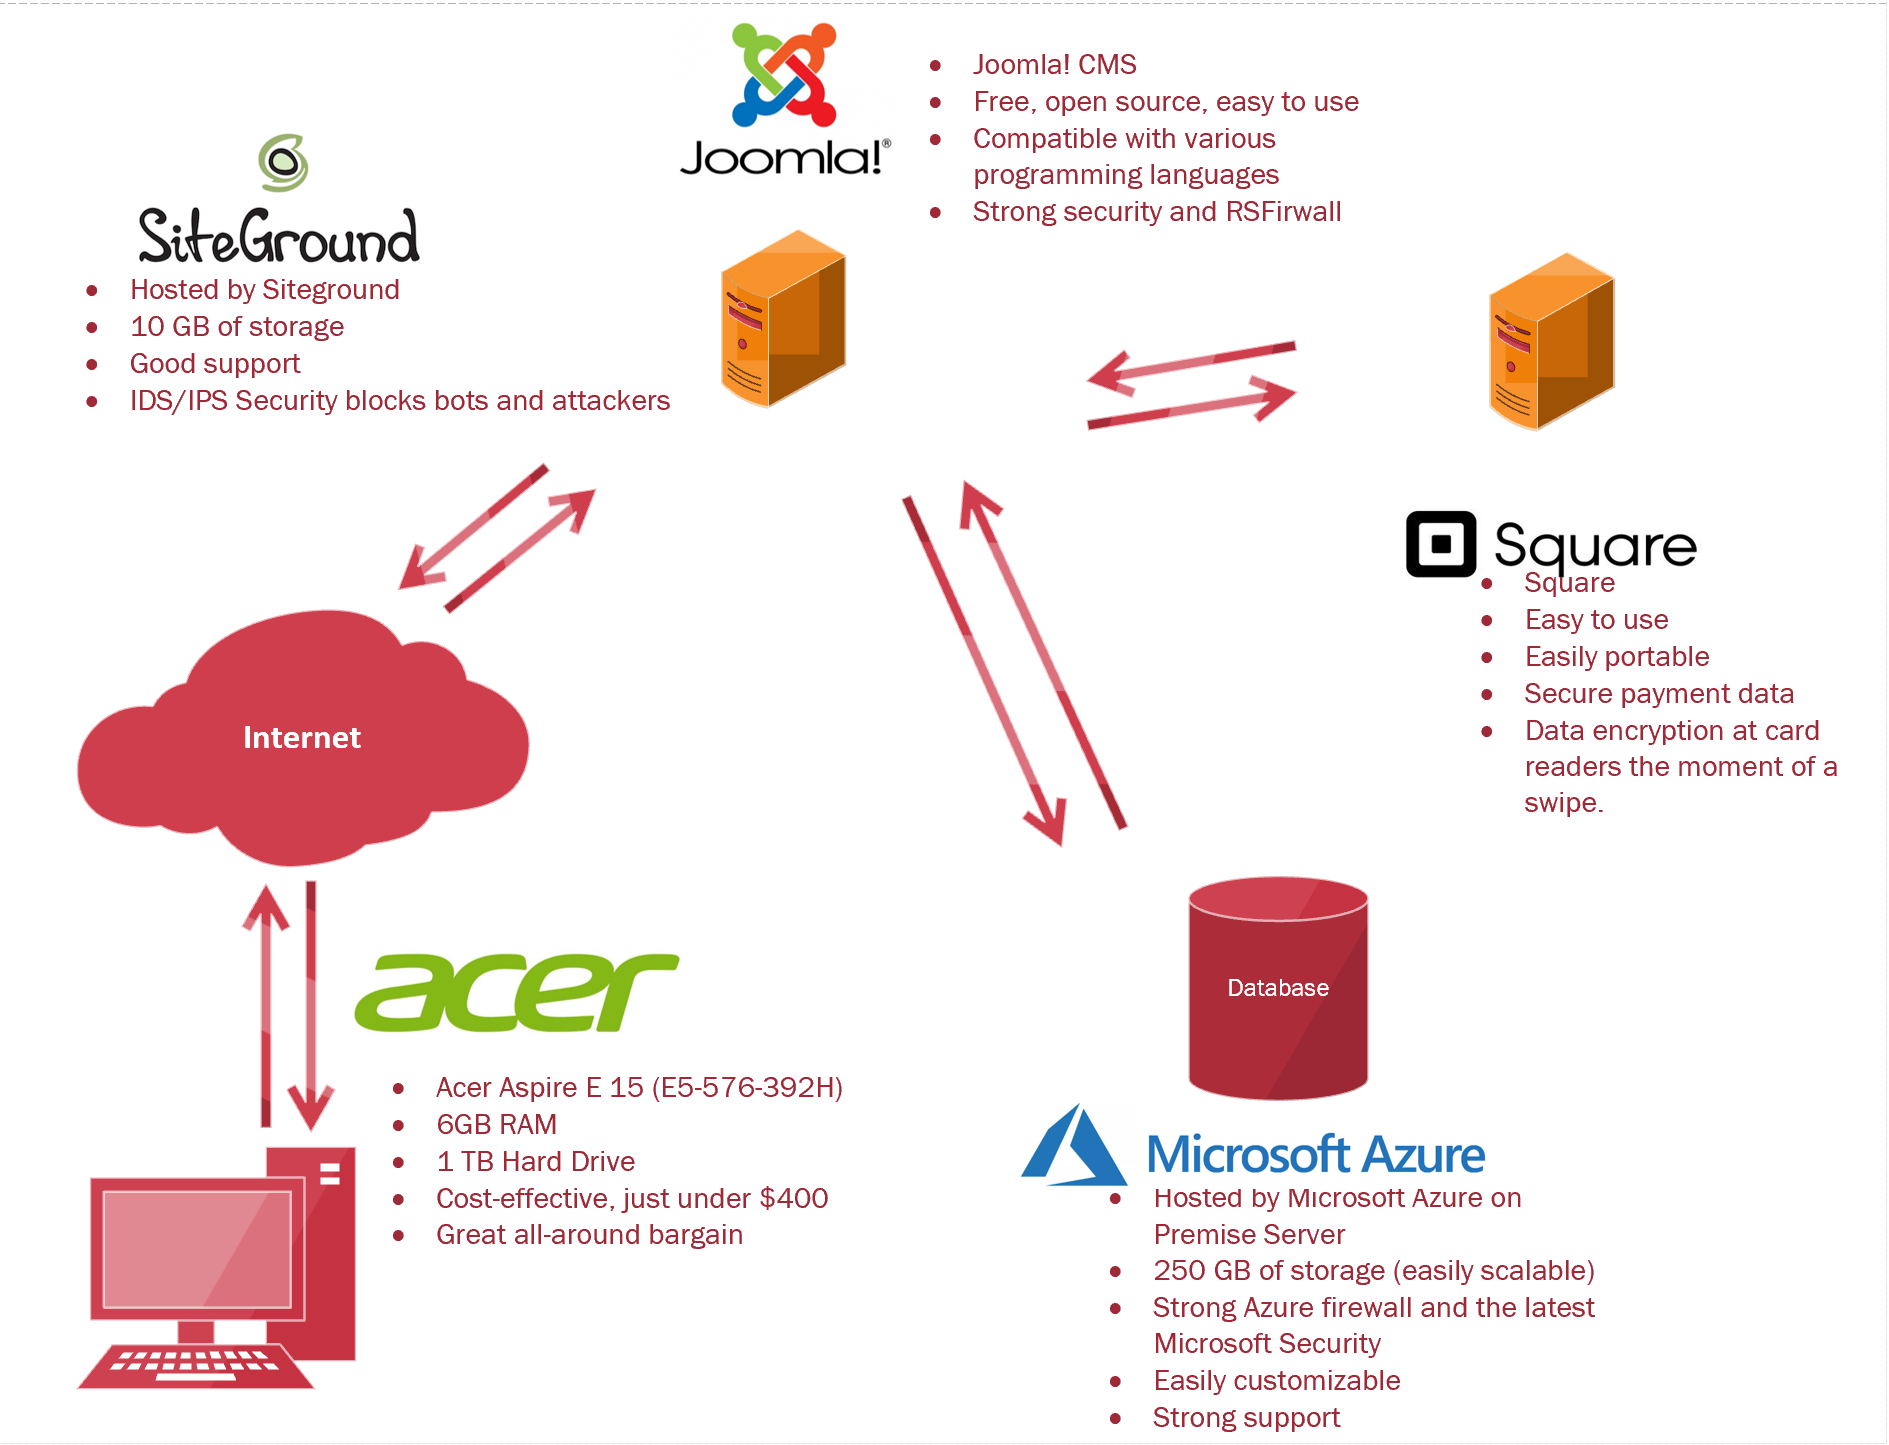 Joomla!®
• Joomla! CMS
• Free, open source, easy to use
• Compatible with various
programming languages
• Strong security and RSFirwall
SiteGround
• Hosted by Siteground
• 10 GB of storage
• Good support
• IDS/IPS Security blocks bots and attackers
Square
• Square
• Easy to use
• Easily portable
• Secure payment data
• Data encryption at card
readers the moment of a
swipe.
Internet
acer
• Acer Aspire E 15 (E5-576-392H)
• 6GB RAM
• 1 TB Hard Drive
• Cost-effective, just under $400
• Great all-around bargain
Database
Microsoft Azure
• Hosted by Microsoft Azure on
Premise Server
• 250 GB of storage (easily scalable)
• Strong Azure firewall and the latest
Microsoft Security
• Easily customizable
• Strong support